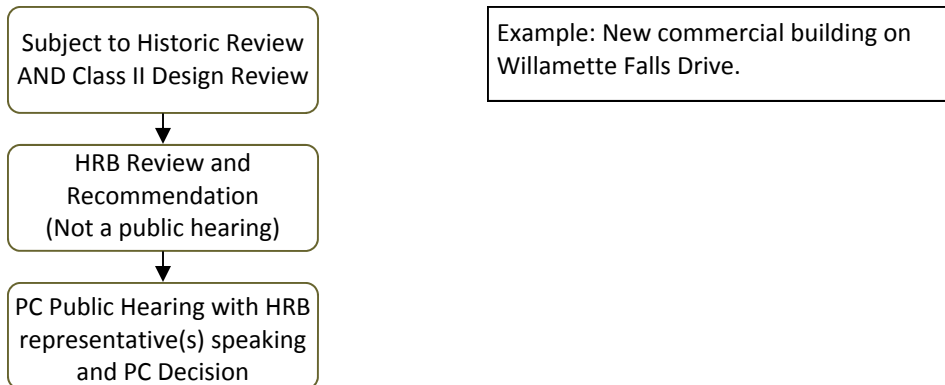 Subject to Historic Review
AND Class II Design Review
Example: New commercial building on
Willamette Falls Drive.
HRB Review and
Recommendation
(Not a public hearing)
PC Public Hearing with HRB
representative(s) speaking
and PC Decision